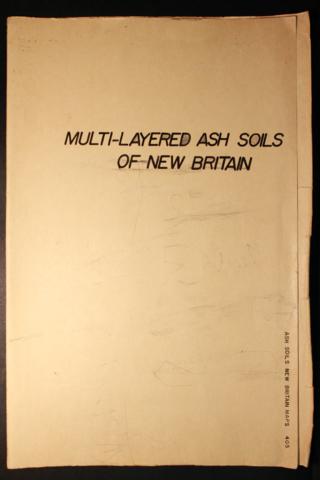 MULTI-LAYERED ASH SOILS
OF NEW BRITAIN
ASH SOILS NEW BRITAIN MAPS 405